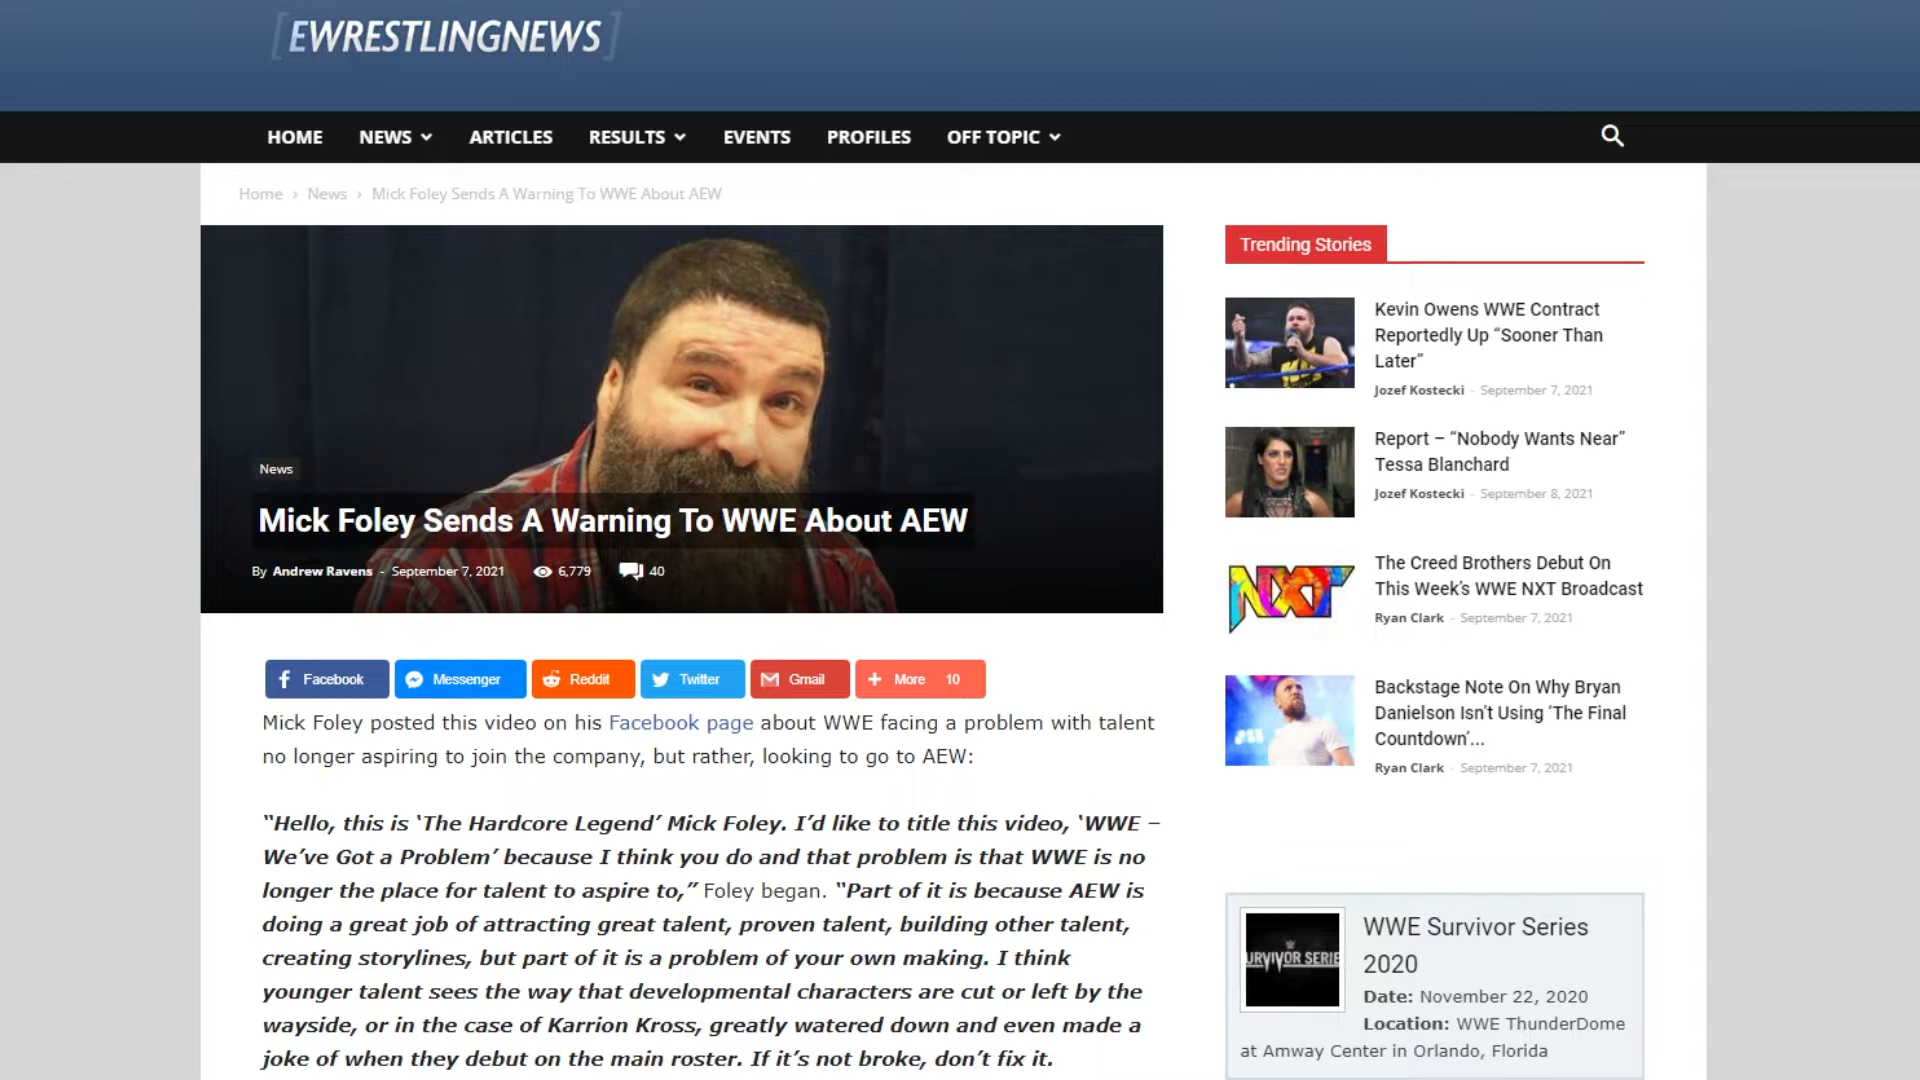 [EWRESTLINGNEWS]
HOME NEWS ARTICLES RESULTS EVENTS PROFILES OFF TOPIC
Home › News › Mick Foley Sends A Warning To WWE About AEW
News
Mick Foley Sends A Warning To WWE About AEW
By Andrew Ravens - September 7, 2021 6,779 40
Facebook Messenger Reddit Twitter Gmail More 10
Mick Foley posted this video on his Facebook page about WWE facing a problem with talent
no longer aspiring to join the company, but rather, looking to go to AEW:
“Hello, this is ‘The Hardcore Legend’ Mick Foley. I’d like to title this video, ‘WWE –
We’ve Got a Problem’ because I think you do and that problem is that WWE is no
longer the place for talent to aspire to,” Foley began. “Part of it is because AEW is
doing a great job of attracting great talent, proven talent, building other talent,
creating storylines, but part of it is a problem of your own making. I think
younger talent sees the way that developmental characters are cut or left by the
wayside, or in the case of Karrion Kross, greatly watered down and even made a
joke of when they debut on the main roster. If it’s not broke, don’t fix it.
Trending Stories
Kevin Owens WWE Contract
Reportedly Up “Sooner Than
Later”
Jozef Kostecki - September 7, 2021
Report – “Nobody Wants Near”
Tessa Blanchard
Jozef Kostecki - September 8, 2021
NXT
The Creed Brothers Debut On
This Week’s WWE NXT Broadcast
Ryan Clark - September 7, 2021
Backstage Note On Why Bryan
Danielson Isn’t Using ‘The Final
Countdown’...
Ryan Clark - September 7, 2021
URVIVOR SERIE
WWE Survivor Series
2020
Date: November 22, 2020
Location: WWE ThunderDome
at Amway Center in Orlando, Florida